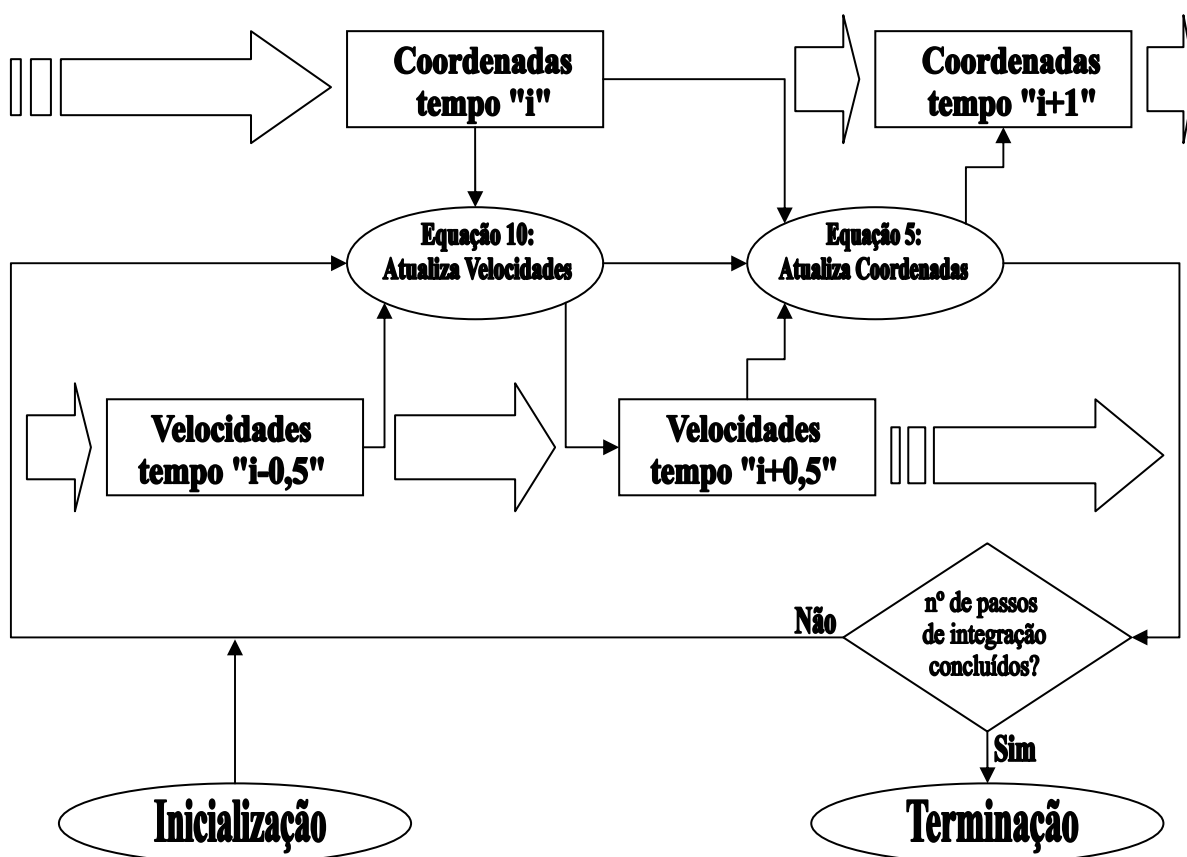 Coordenadas
tempo "i"
Coordenadas
tempo "i+1"
Equação 10:
Atualiza Velocidades
Equação 5:
Atualiza Coordenadas
Velocidades
tempo "i-0,5"
Velocidades
tempo "i+0,5"
Não
nº de passos
de integração
concluídos?
Sim
Inicialização
Terminação